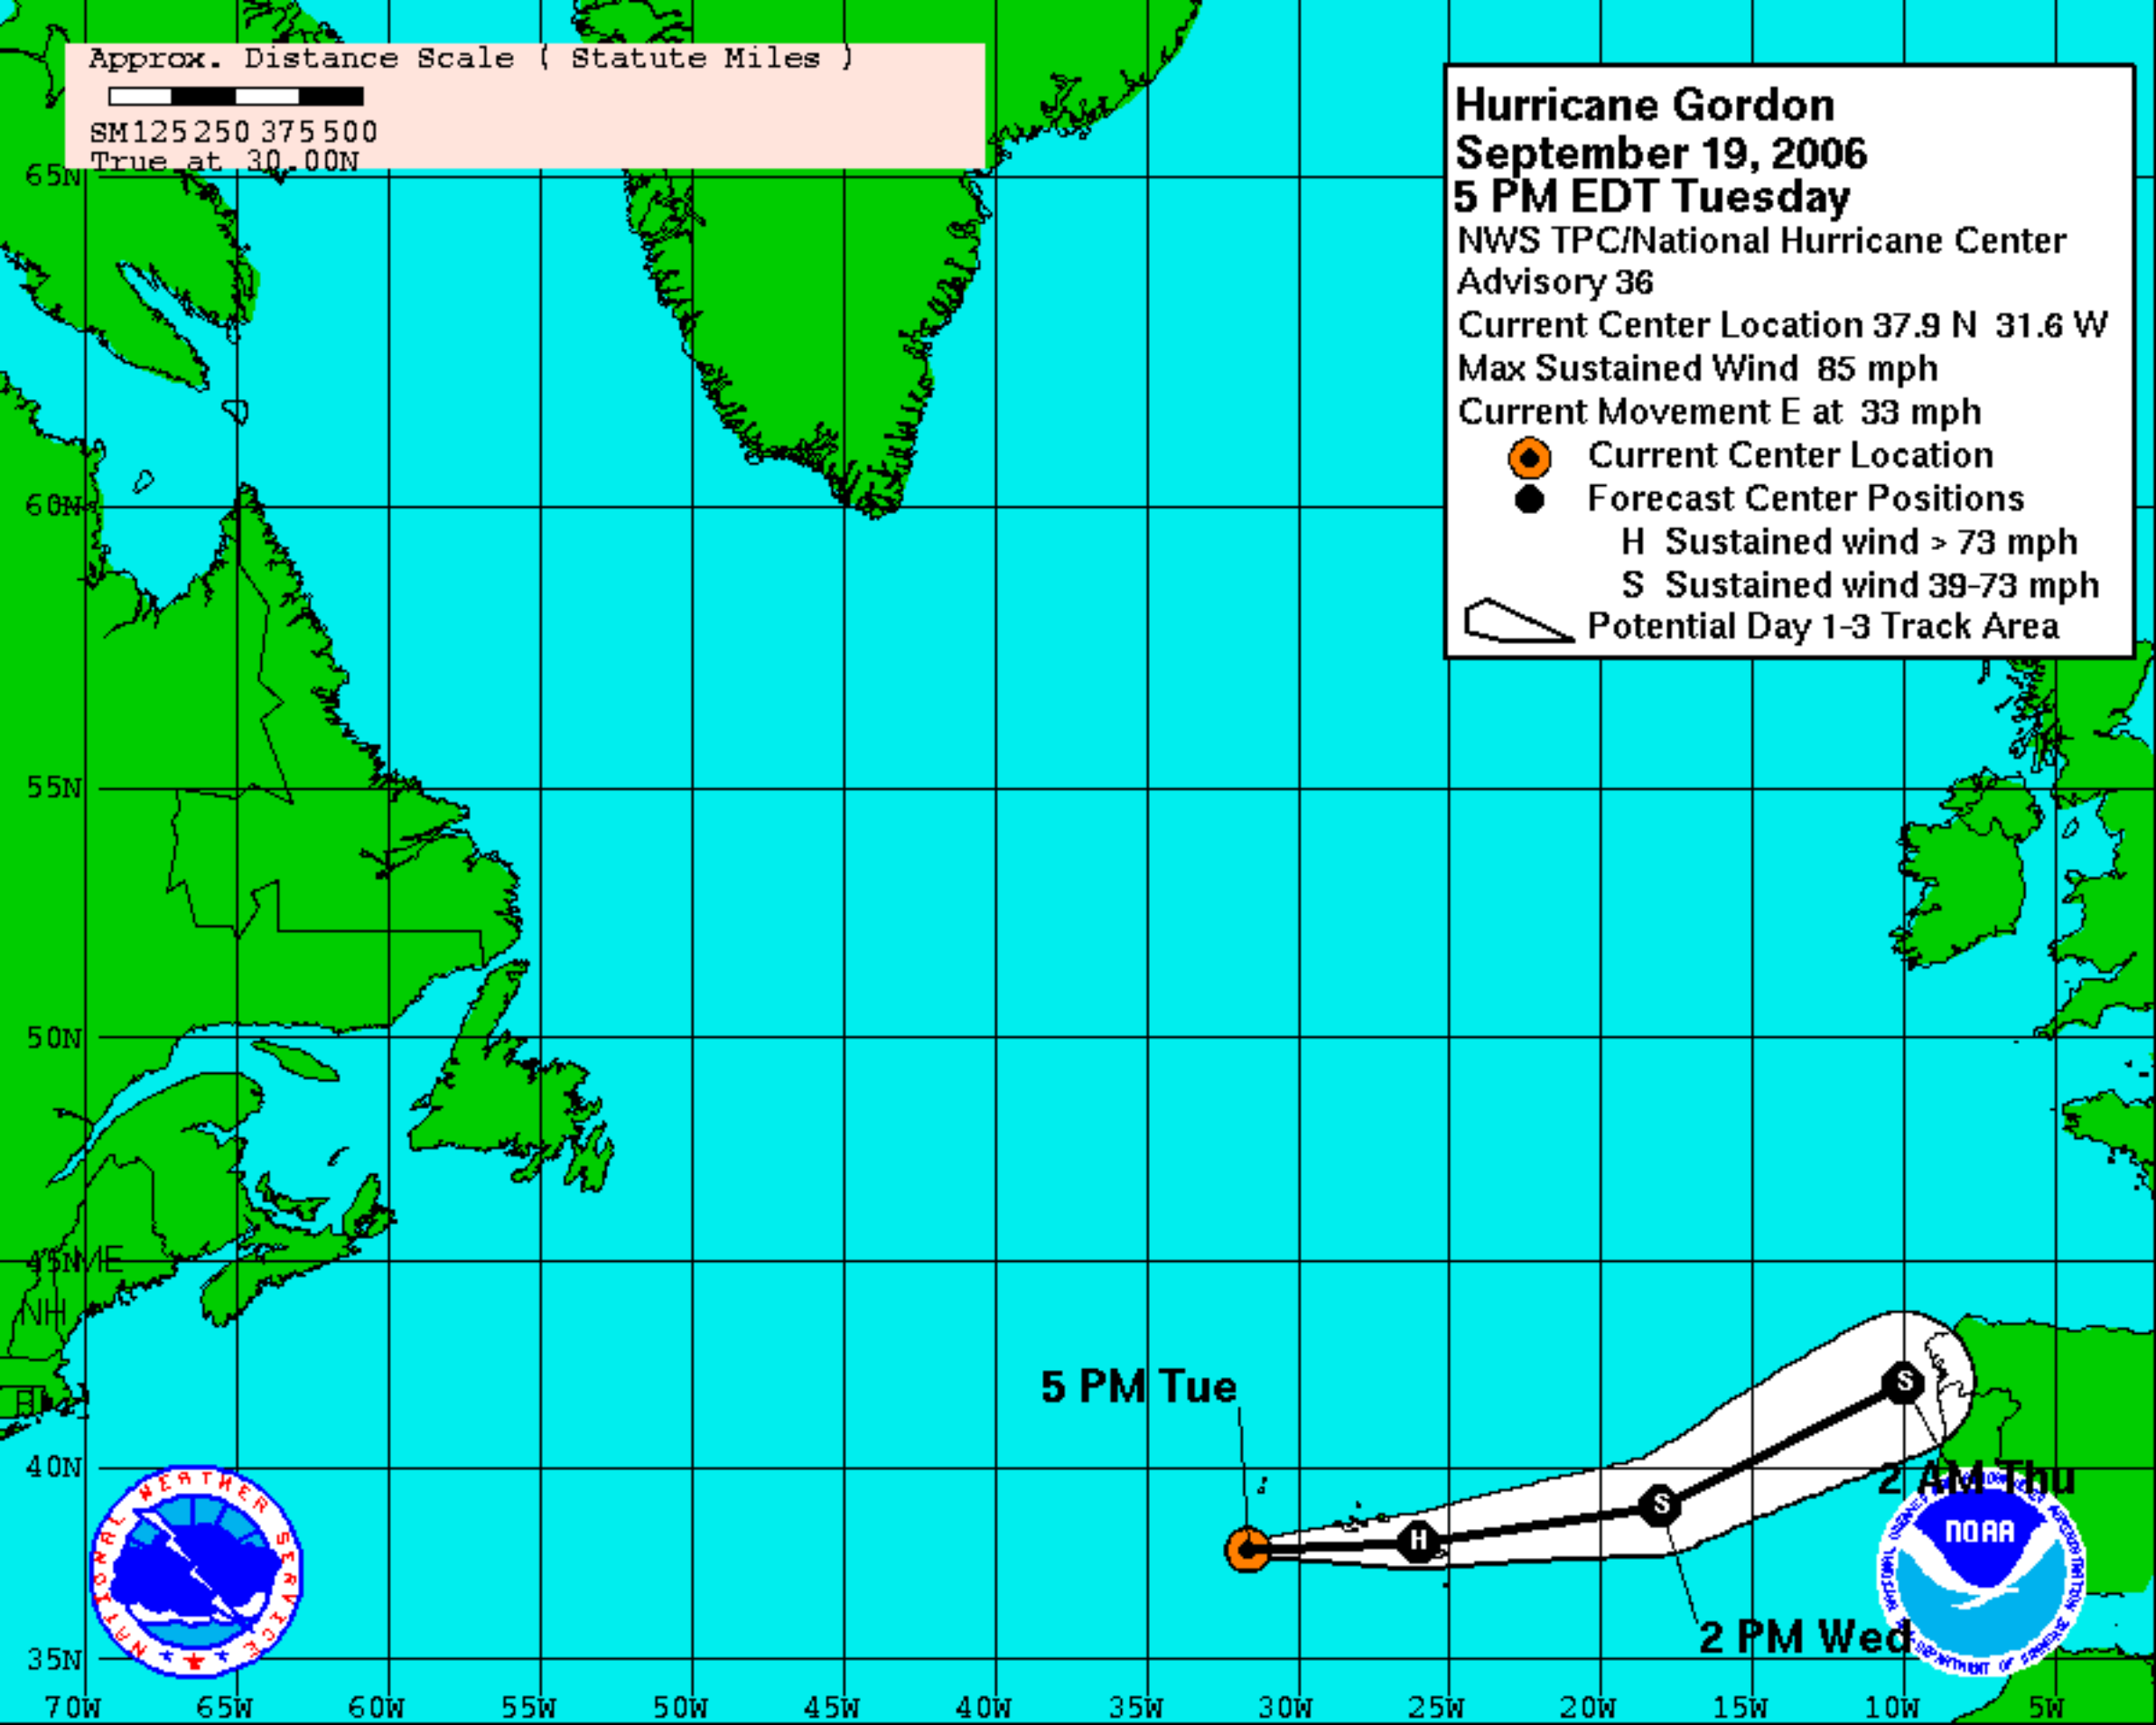 Approx. Distance Scale ( Statute Miles )
SM 125 250 375 500
True at 30.00N
Hurricane Gordon
September 19, 2006
5 PM EDT Tuesday
NWS TPC/National Hurricane Center
Advisory 36
Current Center Location 37.9 N 31.6 W
Max Sustained Wind 85 mph
Current Movement E at 33 mph
Current Center Location
Forecast Center Positions
H Sustained wind > 73 mph
S Sustained wind 39-73 mph
Potential Day 1-3 Track Area
65N
60N
55N
50N
45N ME
NH
5 PM Tue
S
40N
2 AM Thu
NATIONAL WEATHER SERVICE
S
H
NOAA
2 PM Wed
35N
70W 65W 60W 55W 50W 45W 40W 35W 30W 25W 20W 15W 10W 5W